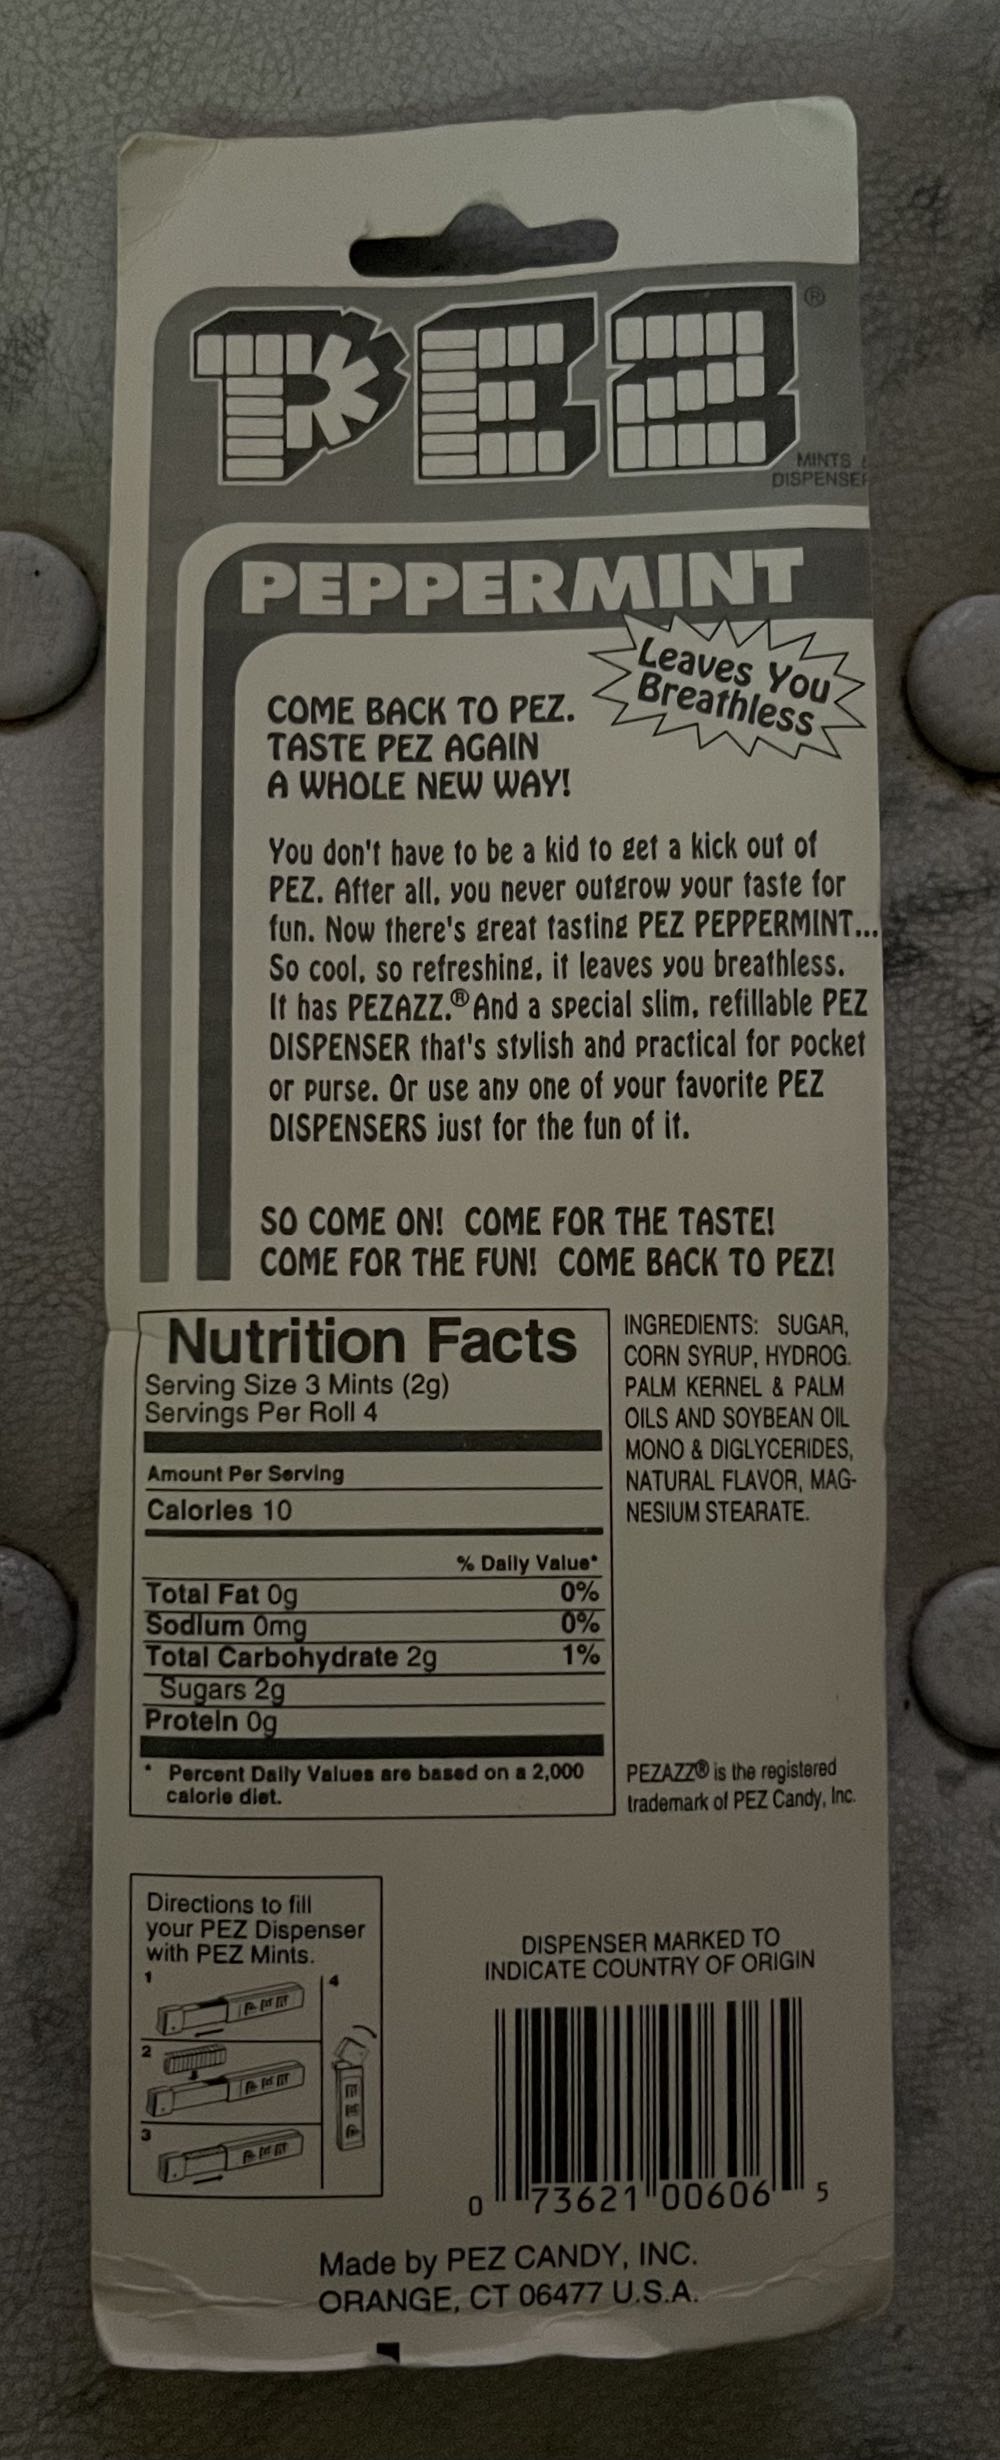 PEZ®
MINTS &
DISPENSER
PEPPERMINT
Leaves You
Breathless
COME BACK TO PEZ.
TASTE PEZ AGAIN
A WHOLE NEW WAY!
You don't have to be a kid to get a kick out of
PEZ. After all, you never outgrow your taste for
fun. Now there's great tasting PEZ PEPPERMINT...
So cool, so refreshing, it leaves you breathless.
It has PEZAZZ.® And a special slim, refillable PEZ
DISPENSER that's stylish and practical for pocket
or purse. Or use any one of your favorite PEZ
DISPENSERS just for the fun of it.
SO COME ON! COME FOR THE TASTE!
COME FOR THE FUN! COME BACK TO PEZ!
Nutrition Facts
Serving Size 3 Mints (2g)
Servings Per Roll 4
Amount Per Serving
Calories 10
% Daily Value*
Total Fat 0g 0%
Sodium 0mg 0%
Total Carbohydrate 2g 1%
Sugars 2g
Protein 0g
* Percent Daily Values are based on a 2,000
calorie diet.
INGREDIENTS: SUGAR,
CORN SYRUP, HYDROG.
PALM KERNEL & PALM
OILS AND SOYBEAN OIL
MONO & DIGLYCERIDES,
NATURAL FLAVOR, MAG-
NESIUM STEARATE.
PEZAZZ® is the registered
trademark of PEZ Candy, Inc.
Directions to fill
your PEZ Dispenser
with PEZ Mints.
1
PEZ
2
PEZ
3
PEZ
4
PEZ
DISPENSER MARKED TO
INDICATE COUNTRY OF ORIGIN
0 73621 00606 5
Made by PEZ CANDY, INC.
ORANGE, CT 06477 U.S.A.